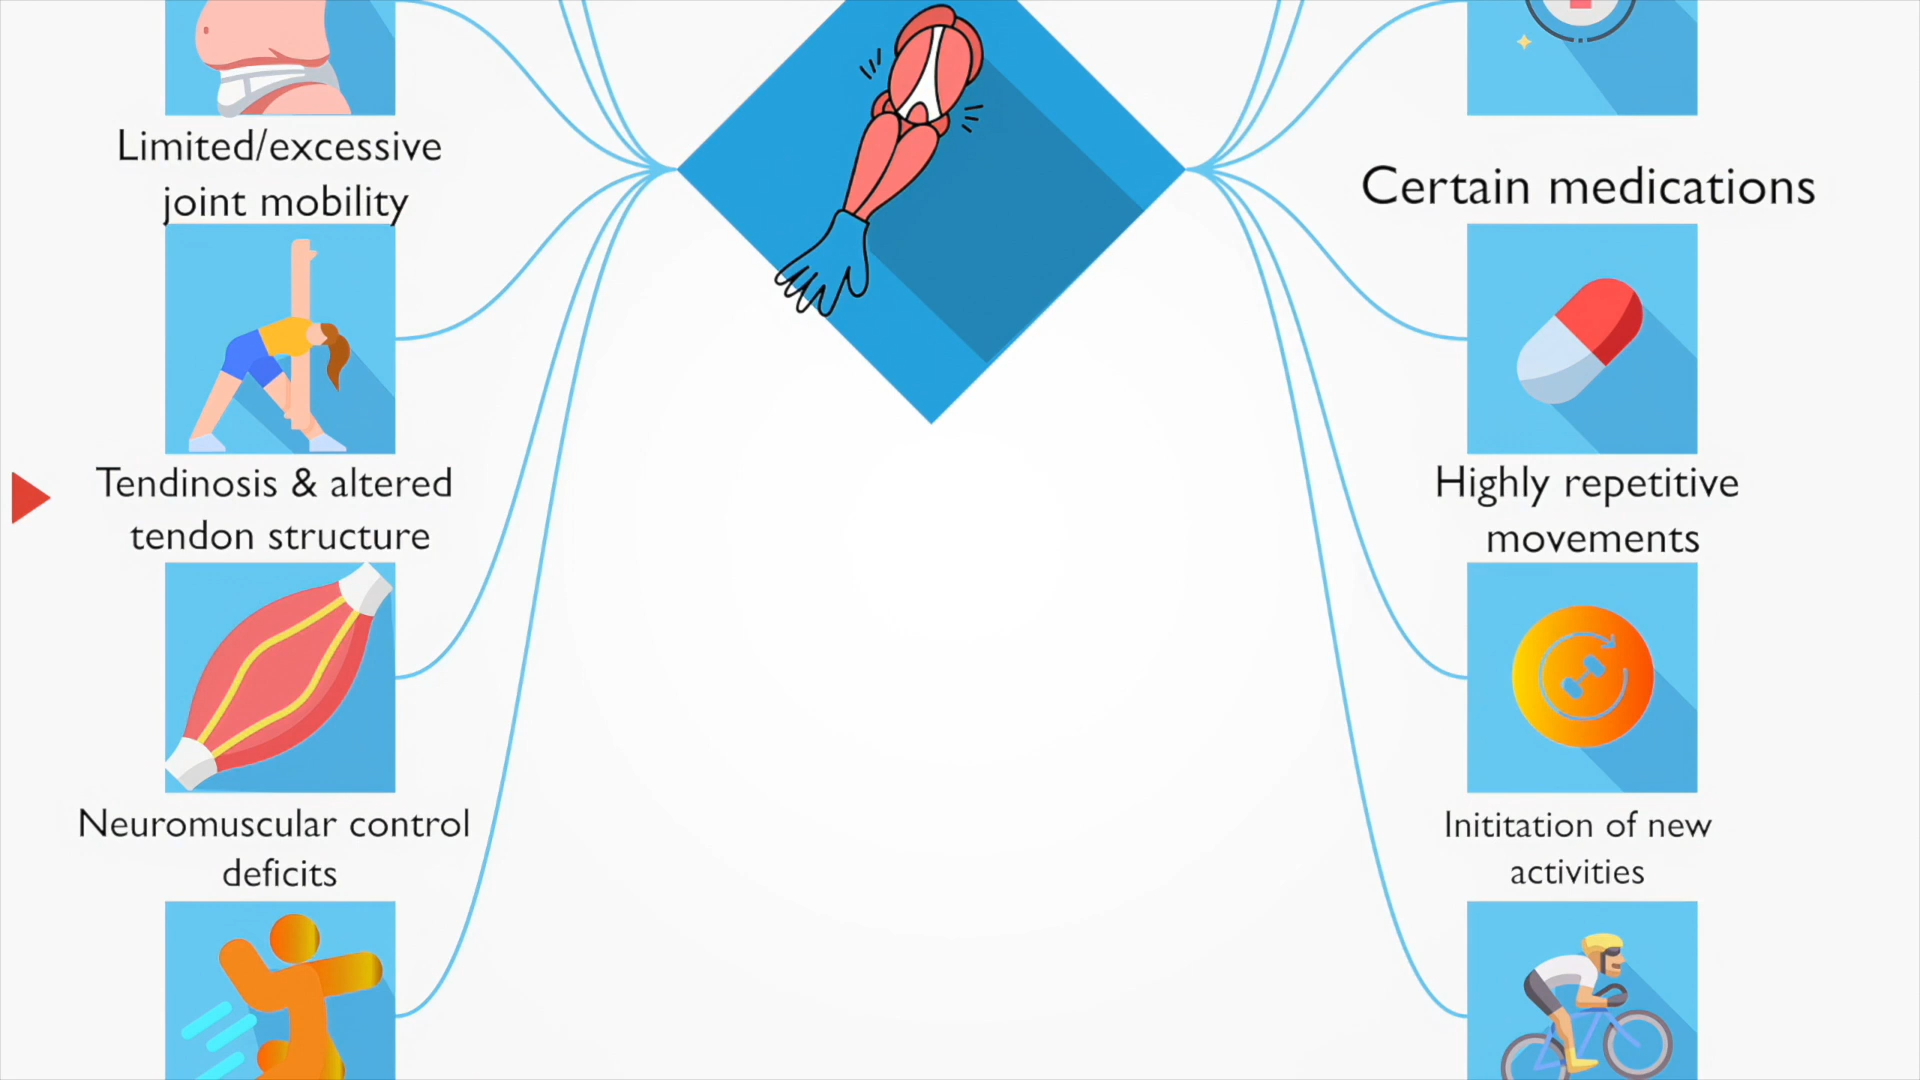 Limited/excessive
joint mobility
Tendinosis & altered
tendon structure
Neuromuscular control
deficits
Certain medications
Highly repetitive
movements
Inititation of new
activities